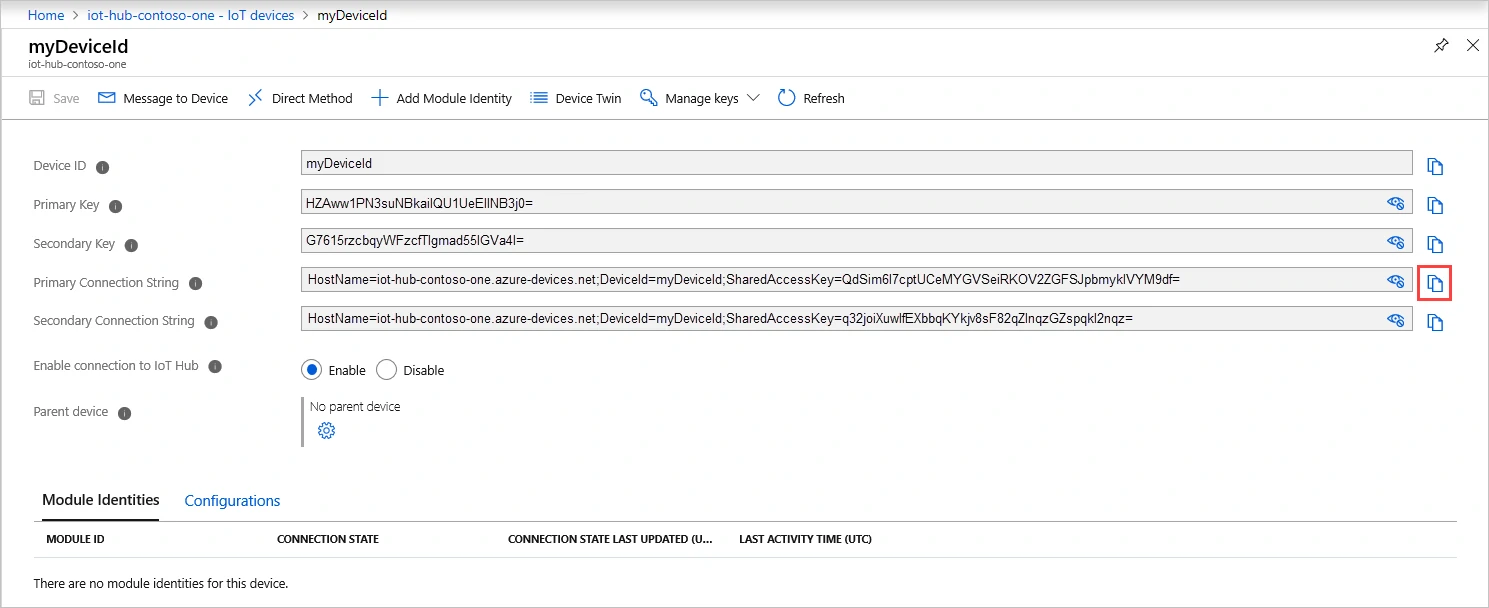 Home > iot-hub-contoso-one - IoT devices > myDeviceId
myDeviceId
iot-hub-contoso-one
Save Message to Device Direct Method Add Module Identity Device Twin Manage keys Refresh
Device ID myDeviceId
Primary Key HZAww1PN3suNBkailQU1UeEllNB3j0=
Secondary Key G7615rzcbqyWFzcfTlgmad55lGVa4I=
Primary Connection String HostName=iot-hub-contoso-one.azure-devices.net;DeviceId=myDeviceId;SharedAccessKey=QdSim6l7cptUCeMYGVSeiRKOV2ZGFSJpbmyklVYM9df=
Secondary Connection String HostName=iot-hub-contoso-one.azure-devices.net;DeviceId=myDeviceId;SharedAccessKey=q32joiXuwlfEXbbqKYkjv8sF82qZlnqzGZspqkl2nqz=
Enable connection to IoT Hub Enable Disable
Parent device No parent device
Module Identities Configurations
MODULE ID CONNECTION STATE CONNECTION STATE LAST UPDATED (U... LAST ACTIVITY TIME (UTC)
There are no module identities for this device.